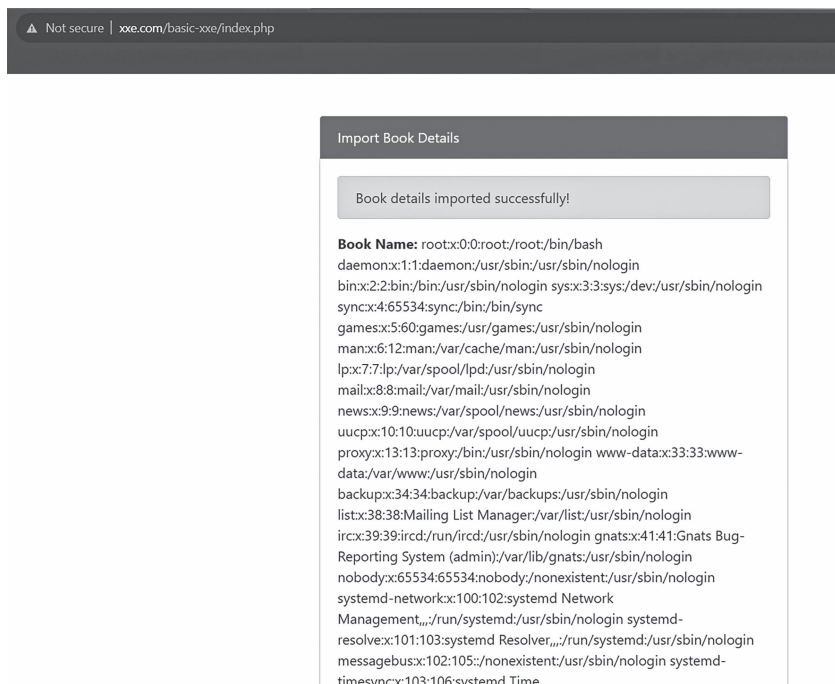 Not secure | xxe.com/basic-xxe/index.php
Import Book Details
Book details imported successfully!
Book Name: root:x:0:0:root:/root:/bin/bash
daemon:x:1:1:daemon:/usr/sbin:/usr/sbin/nologin
bin:x:2:2:bin:/bin:/usr/sbin/nologin sys:x:3:3:sys:/dev:/usr/sbin/nologin
sync:x:4:65534:sync:/bin:/bin/sync
games:x:5:60:games:/usr/games:/usr/sbin/nologin
man:x:6:12:man:/var/cache/man:/usr/sbin/nologin
lp:x:7:7:lp:/var/spool/lpd:/usr/sbin/nologin
mail:x:8:8:mail:/var/mail:/usr/sbin/nologin
news:x:9:9:news:/var/spool/news:/usr/sbin/nologin
uucp:x:10:10:uucp:/var/spool/uucp:/usr/sbin/nologin
proxy:x:13:13:proxy:/bin:/usr/sbin/nologin www-data:x:33:33:www-
data:/var/www:/usr/sbin/nologin
backup:x:34:34:backup:/var/backups:/usr/sbin/nologin
list:x:38:38:Mailing List Manager:/var/list:/usr/sbin/nologin
irc:x:39:39:ircd:/run/ircd:/usr/sbin/nologin gnats:x:41:41:Gnats Bug-
Reporting System (admin):/var/lib/gnats:/usr/sbin/nologin
nobody:x:65534:65534:nobody:/nonexistent:/usr/sbin/nologin
systemd-network:x:100:102:systemd Network
Management,,,:/run/systemd:/usr/sbin/nologin systemd-
resolve:x:101:103:systemd Resolver,,,:/run/systemd:/usr/sbin/nologin
messagebus:x:102:105::/nonexistent:/usr/sbin/nologin systemd-
timesync:x:103:106:systemd Time